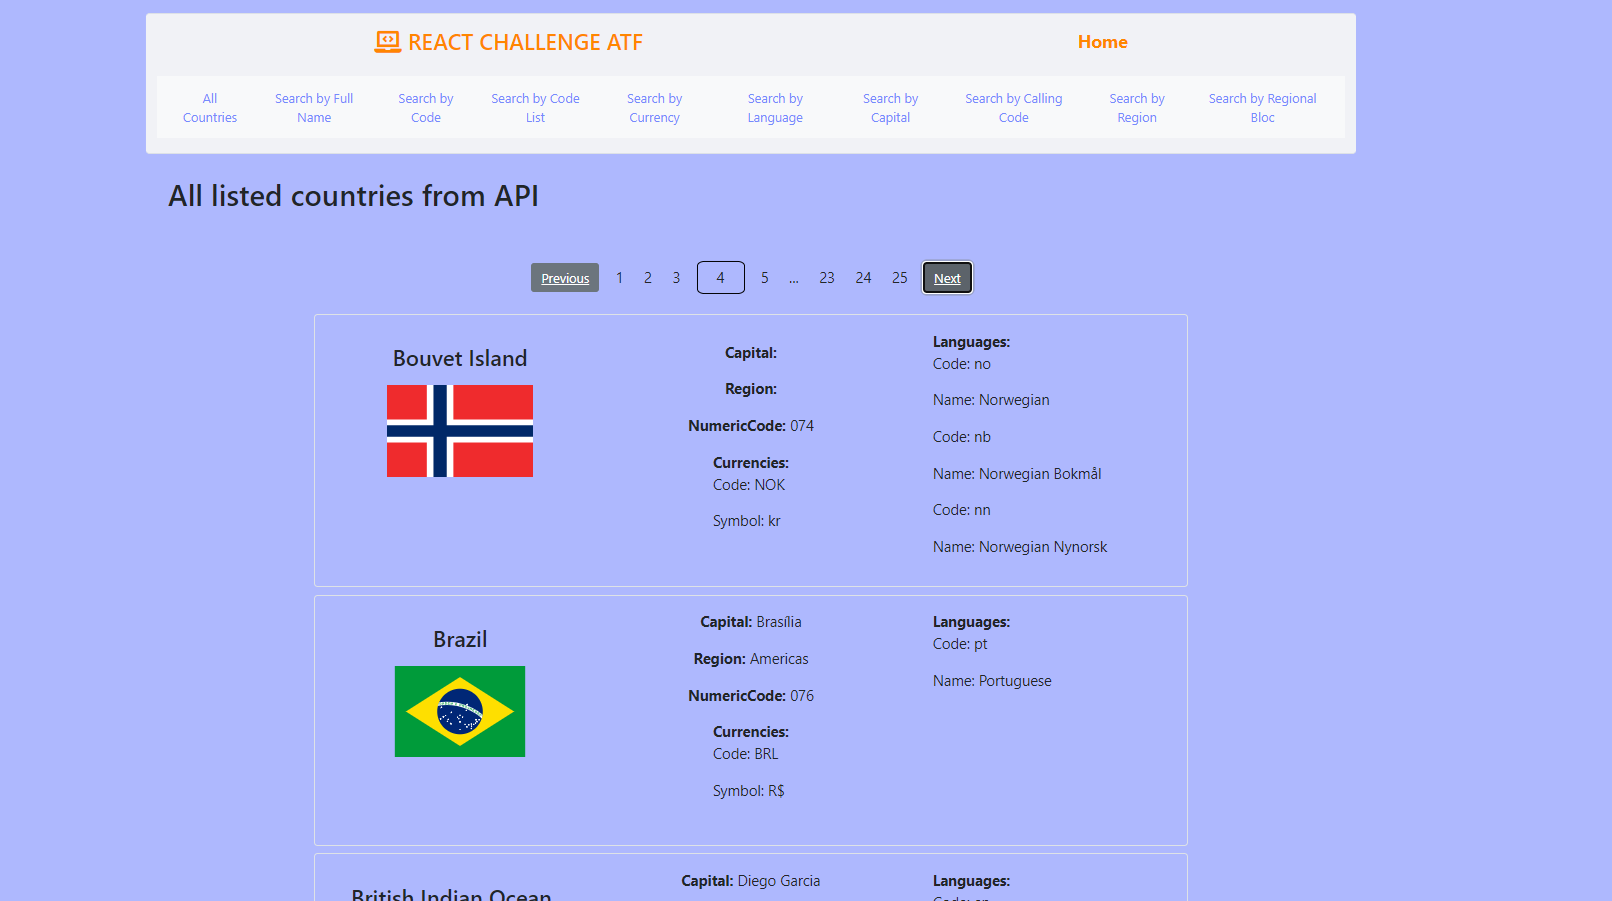 REACT CHALLENGE ATF
Home
All Countries
Search by Full Name
Search by Code
Search by Code List
Search by Currency
Search by Language
Search by Capital
Search by Calling Code
Search by Region
Search by Regional Bloc
All listed countries from API
Previous 1 2 3 4 5 ... 23 24 25 Next
Bouvet Island
Capital:
Region:
NumericCode: 074
Currencies:
Code: NOK
Symbol: kr
Languages:
Code: no
Name: Norwegian
Code: nb
Name: Norwegian Bokmål
Code: nn
Name: Norwegian Nynorsk
Brazil
Capital: Brasília
Region: Americas
NumericCode: 076
Currencies:
Code: BRL
Symbol: R$
Languages:
Code: pt
Name: Portuguese
British Indian Ocean
Capital: Diego Garcia
Languages: